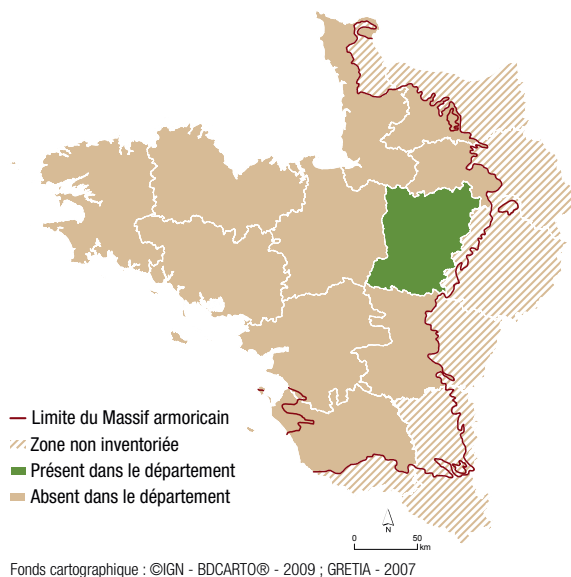 Limite du Massif armoricain
Zone non inventoriée
Présent dans le département
Absent dans le département
N
0 50
km
Fonds cartographique : ©IGN - BDCARTO® - 2009 ; GRETIA - 2007